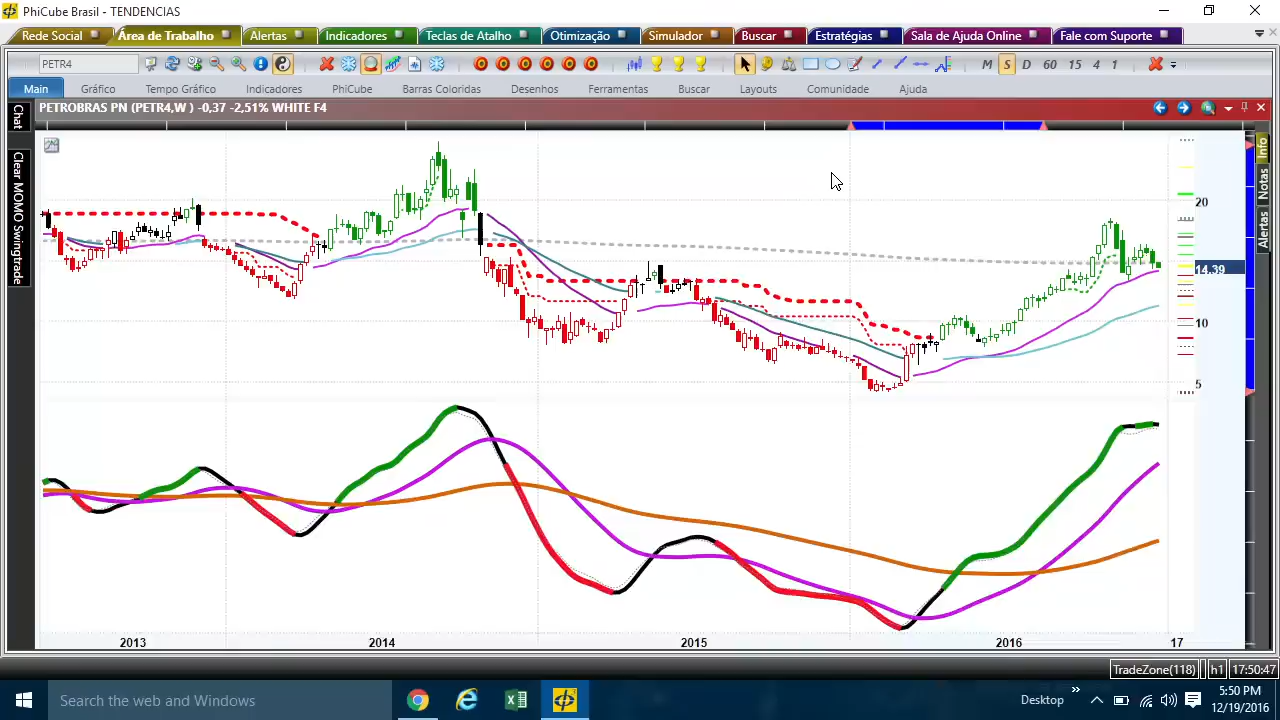 PhiCube Brasil - TENDENCIAS
Rede Social Área de Trabalho Alertas Indicadores Teclas de Atalho Otimização Simulador Buscar Estratégias Sala de Ajuda Online Fale com Suporte
PETR4 M S D 60 15 4 1
Main Gráfico Tempo Gráfico Indicadores PhiCube Barras Coloridas Desenhos Ferramentas Buscar Layouts Comunidade Ajuda
Chat
Clear MONO Wings Grade
PETROBRAS PN (PETR4,W ) -0,37 -2,51% WHITE F4
Info
Notas
Alertas
20
14,39
10
5
2013 2014 2015 2016 17
TradeZone(118) h1 17:50:47
Search the web and Windows
Desktop
5:50 PM
12/19/2016